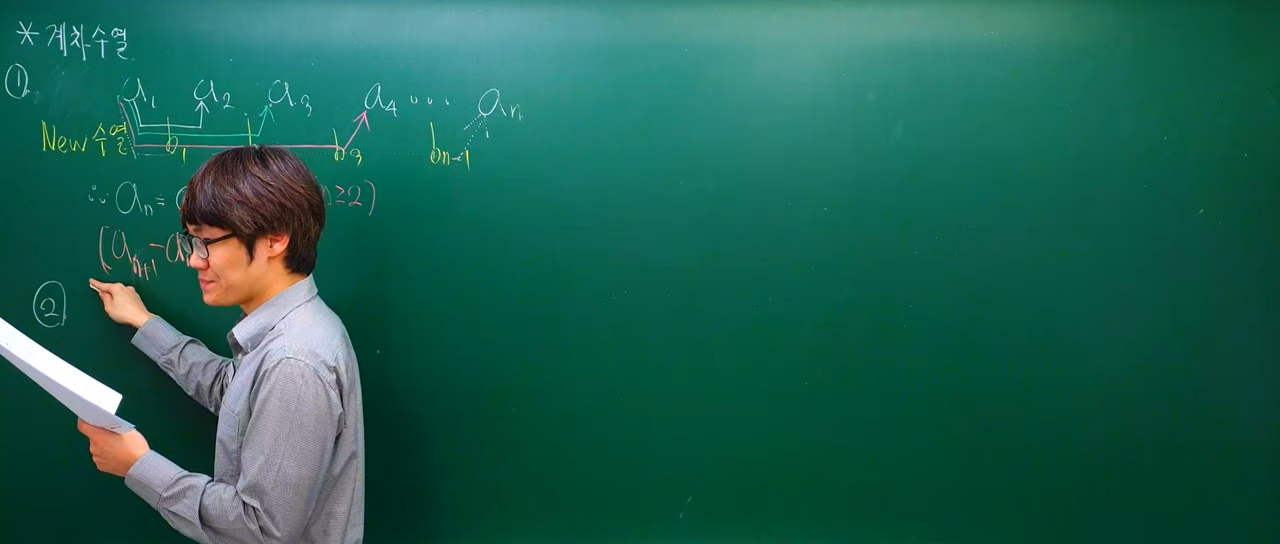 * 계차수열
①
a₁ a₂ a₃ a₄ ... aₙ
New 수열 b₁ b₃ bₙ₋₁
∴ aₙ = n≥2)
(aₙ₊₁ - a
②